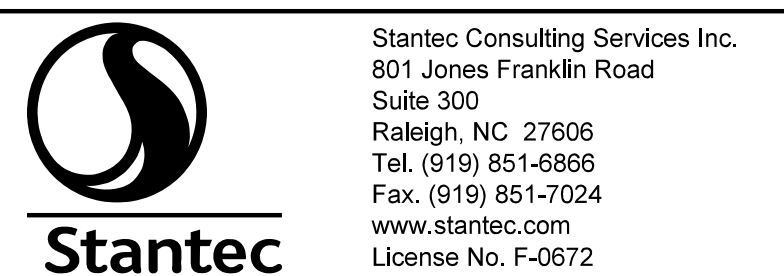 Stantec
Stantec Consulting Services Inc.
801 Jones Franklin Road
Suite 300
Raleigh, NC  27606
Tel. (919) 851-6866
Fax. (919) 851-7024
www.stantec.com
License No. F-0672